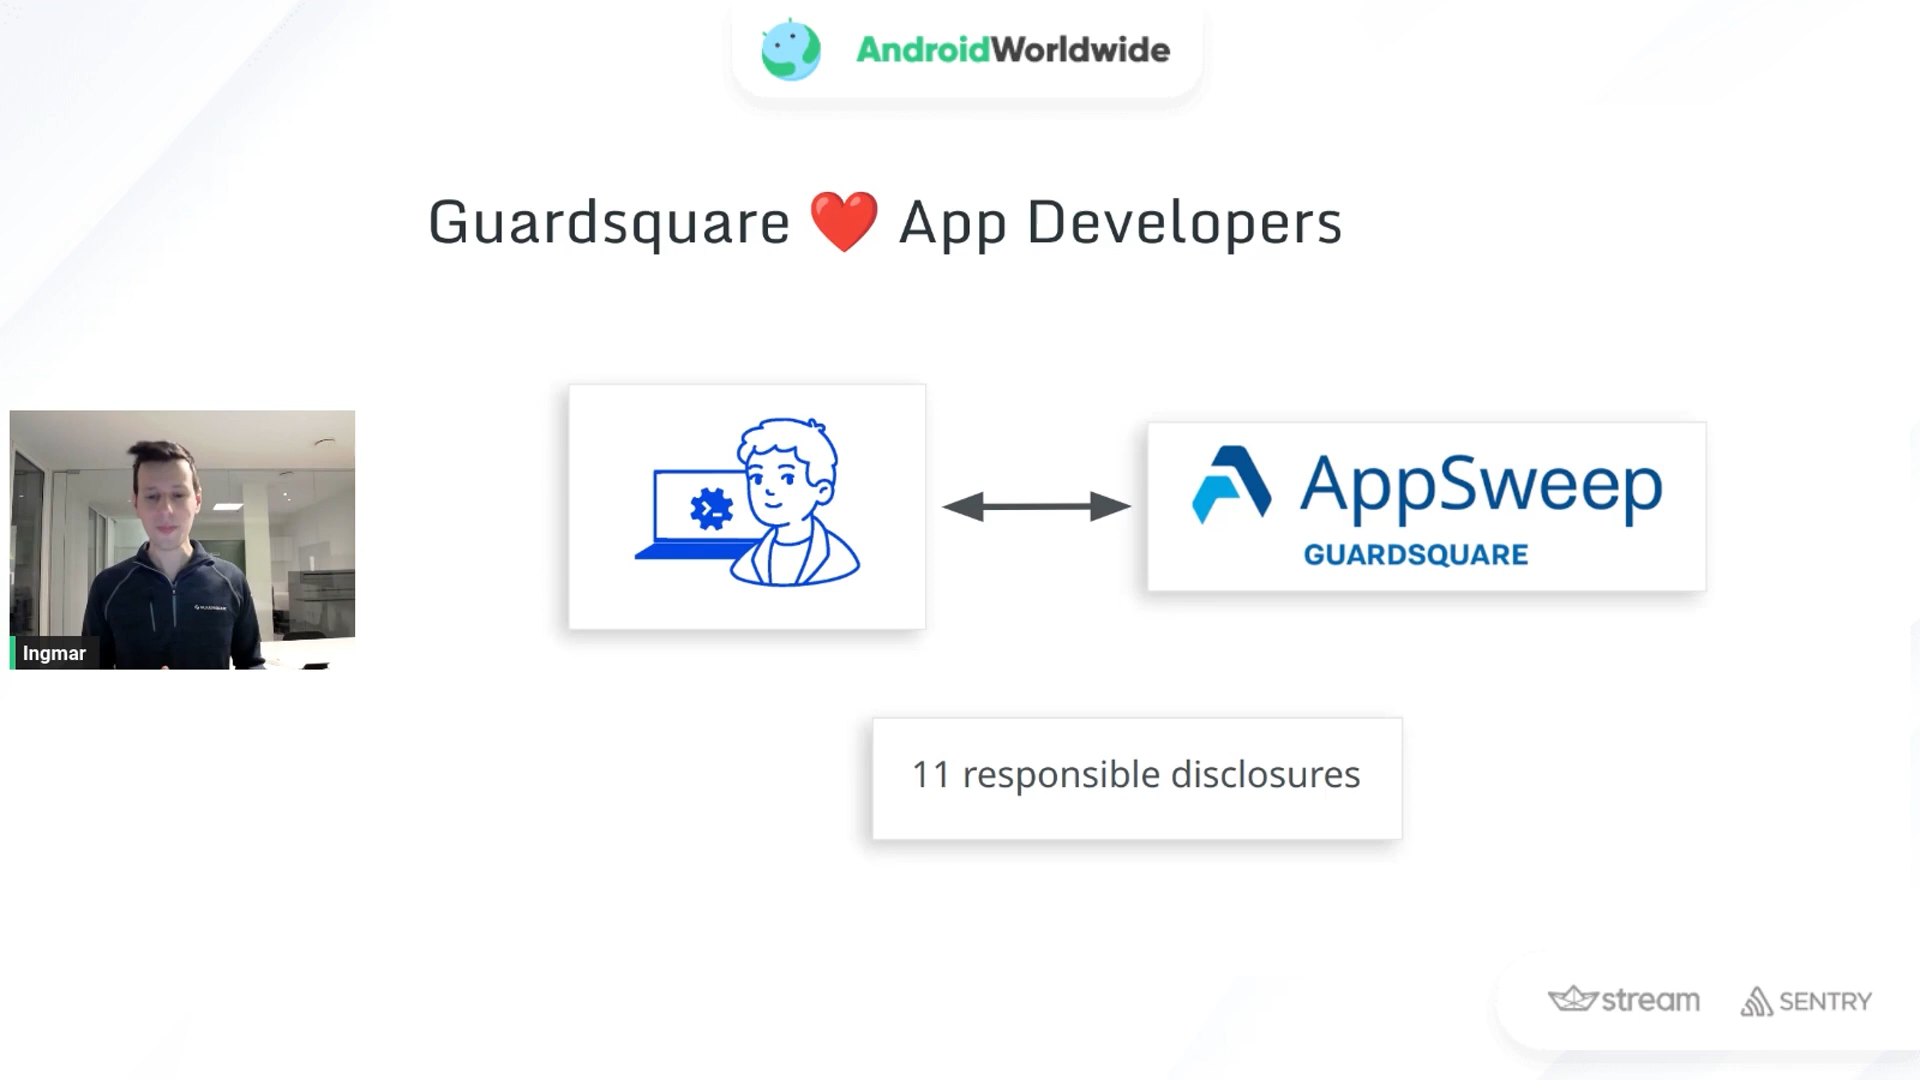 AndroidWorldwide
Guardsquare ❤️ App Developers
AppSweep
GUARDSQUARE
Ingmar
11 responsible disclosures
stream
SENTRY